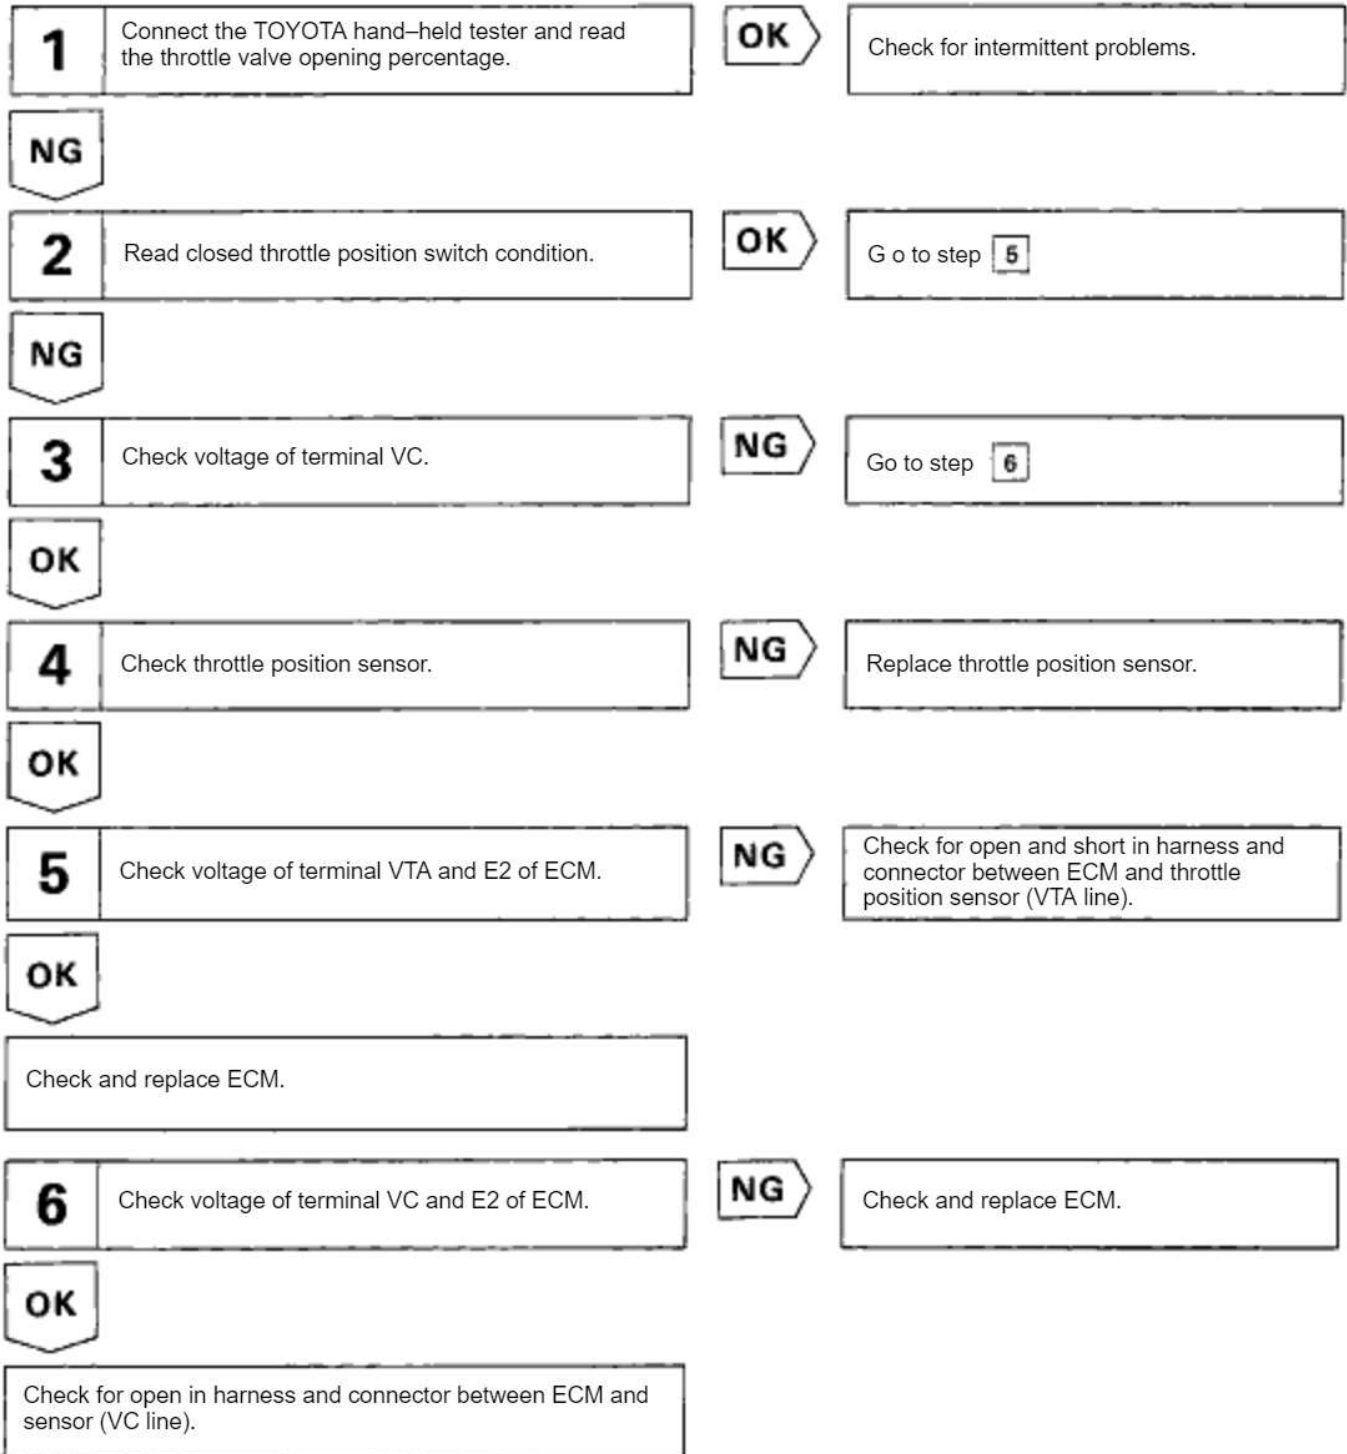 1
Connect the TOYOTA hand–held tester and read
the throttle valve opening percentage.
OK
Check for intermittent problems.
NG
2
Read closed throttle position switch condition.
OK
G o to step 5
NG
3
Check voltage of terminal VC.
NG
Go to step 6
OK
4
Check throttle position sensor.
NG
Replace throttle position sensor.
OK
5
Check voltage of terminal VTA and E2 of ECM.
NG
Check for open and short in harness and
connector between ECM and throttle
position sensor (VTA line).
OK
Check and replace ECM.
6
Check voltage of terminal VC and E2 of ECM.
NG
Check and replace ECM.
OK
Check for open in harness and connector between ECM and
sensor (VC line).